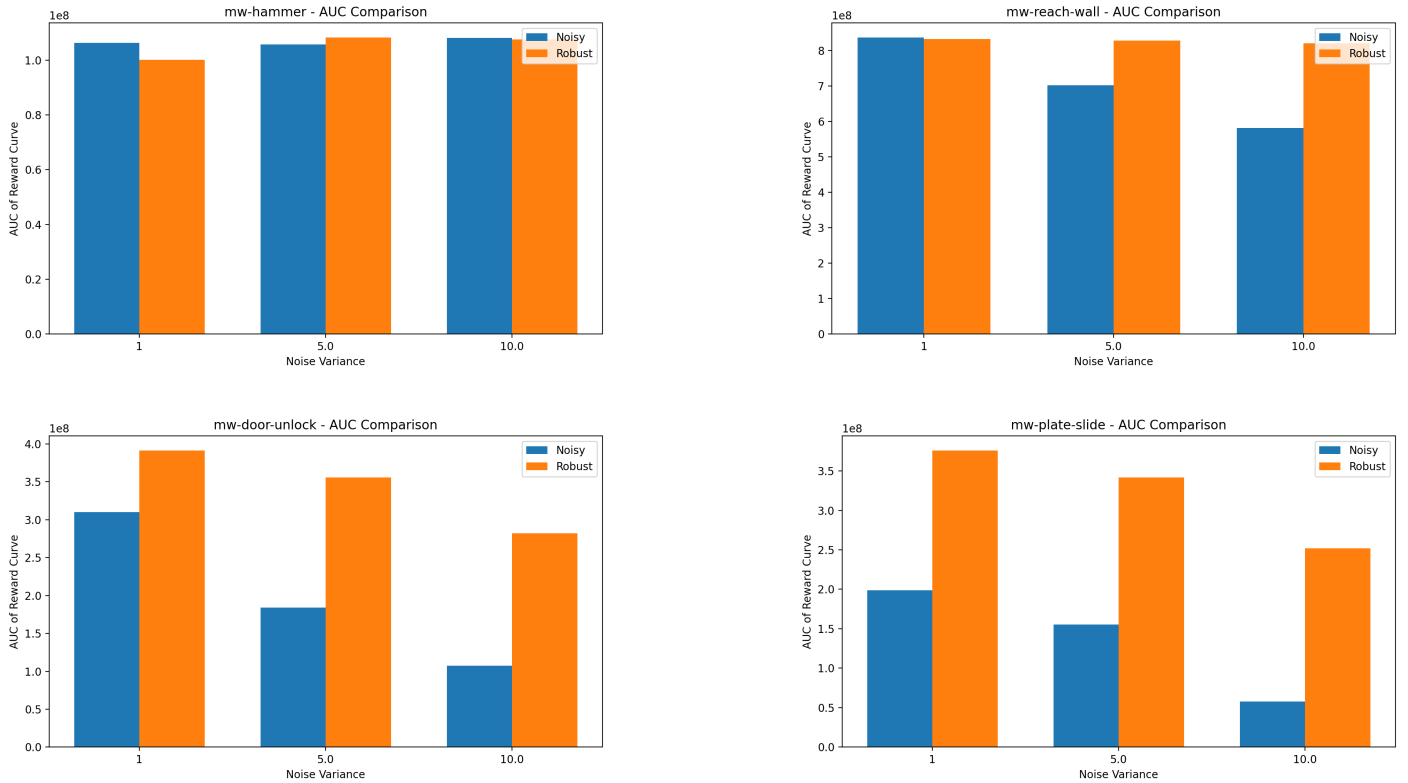 mw-hammer - AUC Comparison
1e8
AUC of Reward Curve
1.0
0.8
0.6
0.4
0.2
0.0
1
5.0
10.0
Noise Variance
Noisy
Robust
mw-reach-wall - AUC Comparison
1e8
AUC of Reward Curve
8
7
6
5
4
3
2
1
0
1
5.0
10.0
Noise Variance
Noisy
Robust
mw-door-unlock - AUC Comparison
1e8
AUC of Reward Curve
4.0
3.5
3.0
2.5
2.0
1.5
1.0
0.5
0.0
1
5.0
10.0
Noise Variance
Noisy
Robust
mw-plate-slide - AUC Comparison
1e8
AUC of Reward Curve
3.5
3.0
2.5
2.0
1.5
1.0
0.5
0.0
1
5.0
10.0
Noise Variance
Noisy
Robust